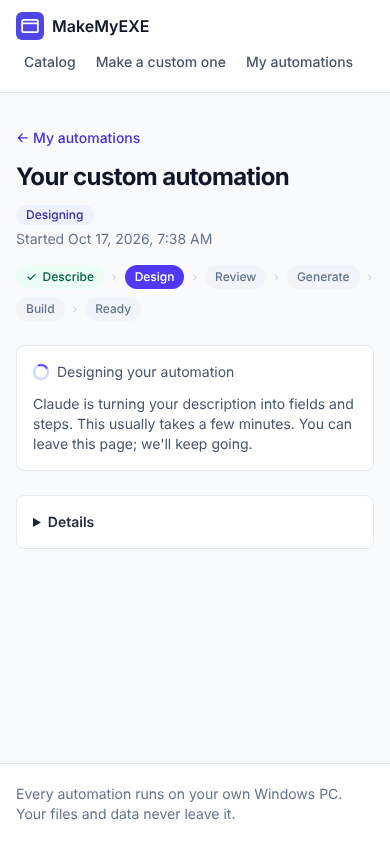 MakeMyEXE
Catalog Make a custom one My automations
← My automations
Your custom automation
Designing
Started Oct 17, 2026, 7:38 AM
✓ Describe › Design › Review › Generate ›
Build › Ready
Designing your automation
Claude is turning your description into fields and
steps. This usually takes a few minutes. You can
leave this page; we'll keep going.
▶ Details
Every automation runs on your own Windows PC.
Your files and data never leave it.